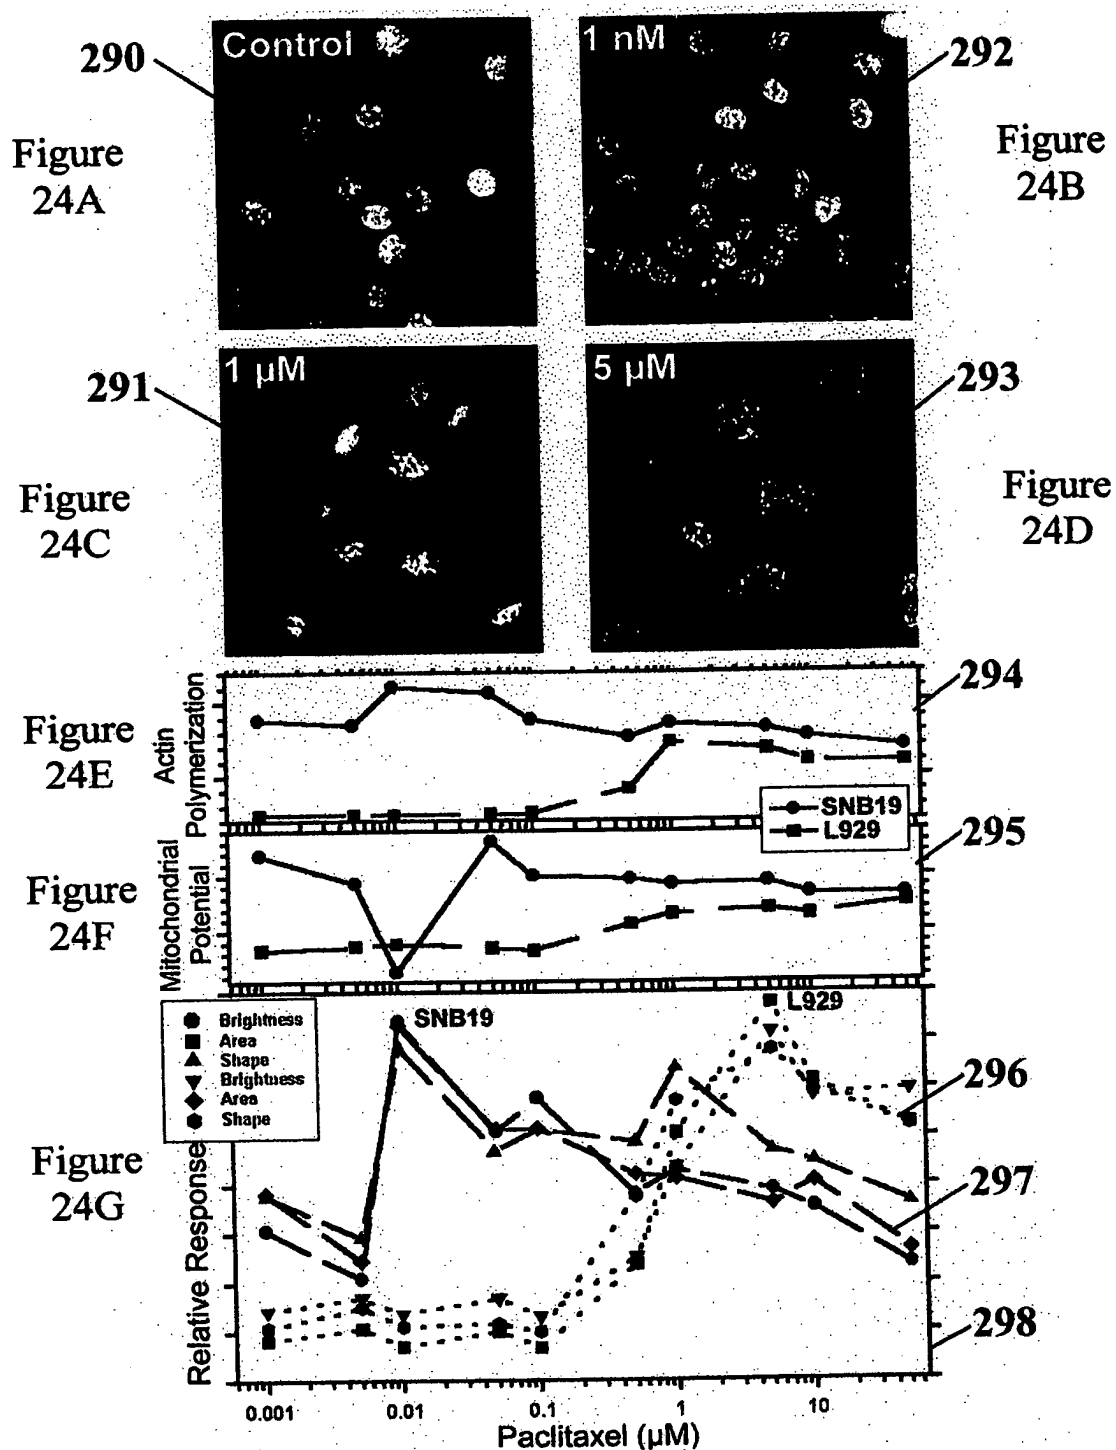 Control
290
Figure
24A
1 nM
292
Figure
24B
1 µM
291
Figure
24C
5 µM
293
Figure
24D
294
Figure
24E
Actin
Polymerization
SNB19
L929
295
Figure
24F
Mitochondrial
Potential
Brightness
Area
Shape
Brightness
Area
Shape
SNB19
L929
296
Figure
24G
297
Relative Response
298
0.001 0.01 0.1 1 10
Paclitaxel (µM)